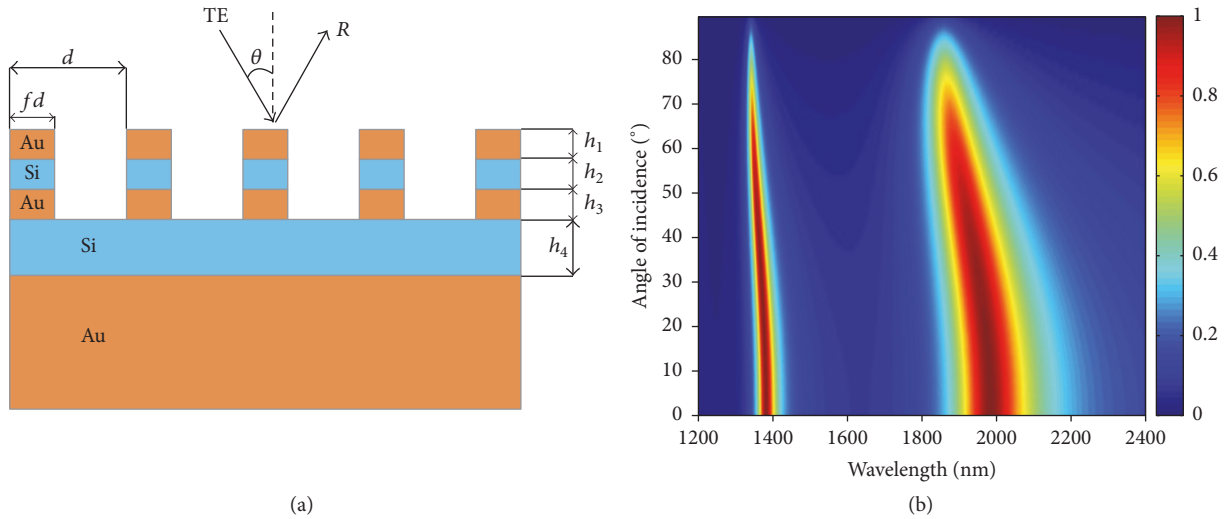 TE
R
θ
d
fd
Au
Si
Au
h₁
h₂
h₃
Si
h₄
Au
(a)
Angle of incidence (°)
80
70
60
50
40
30
20
10
0
1200 1400 1600 1800 2000 2200 2400
Wavelength (nm)
1
0.8
0.6
0.4
0.2
0
(b)